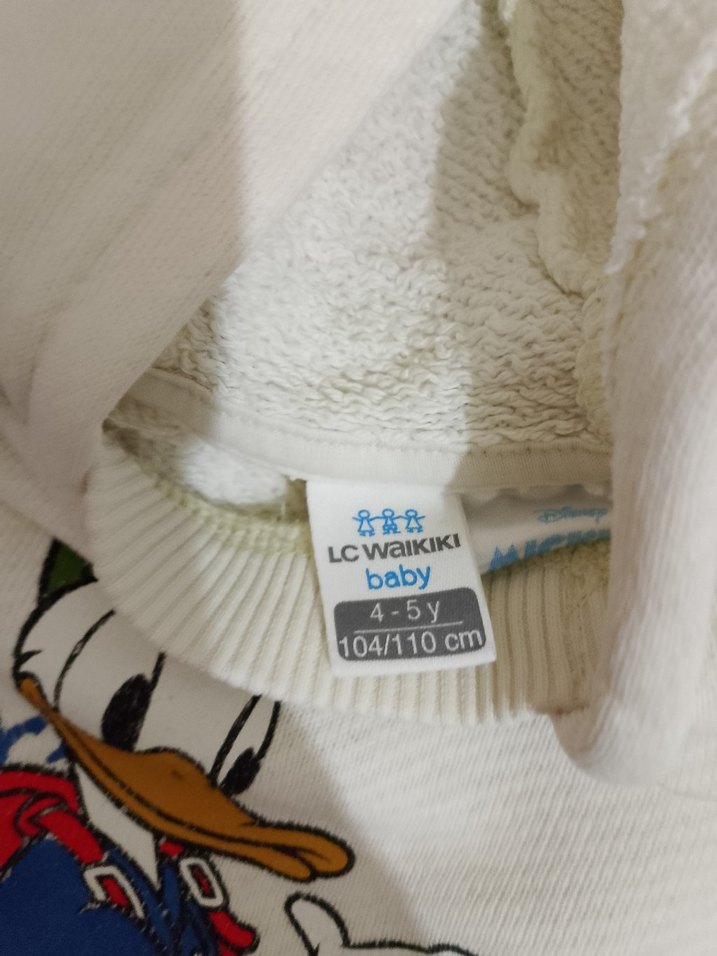 LC WAIKIKI
baby
4 - 5 y
104/110 cm
Disney